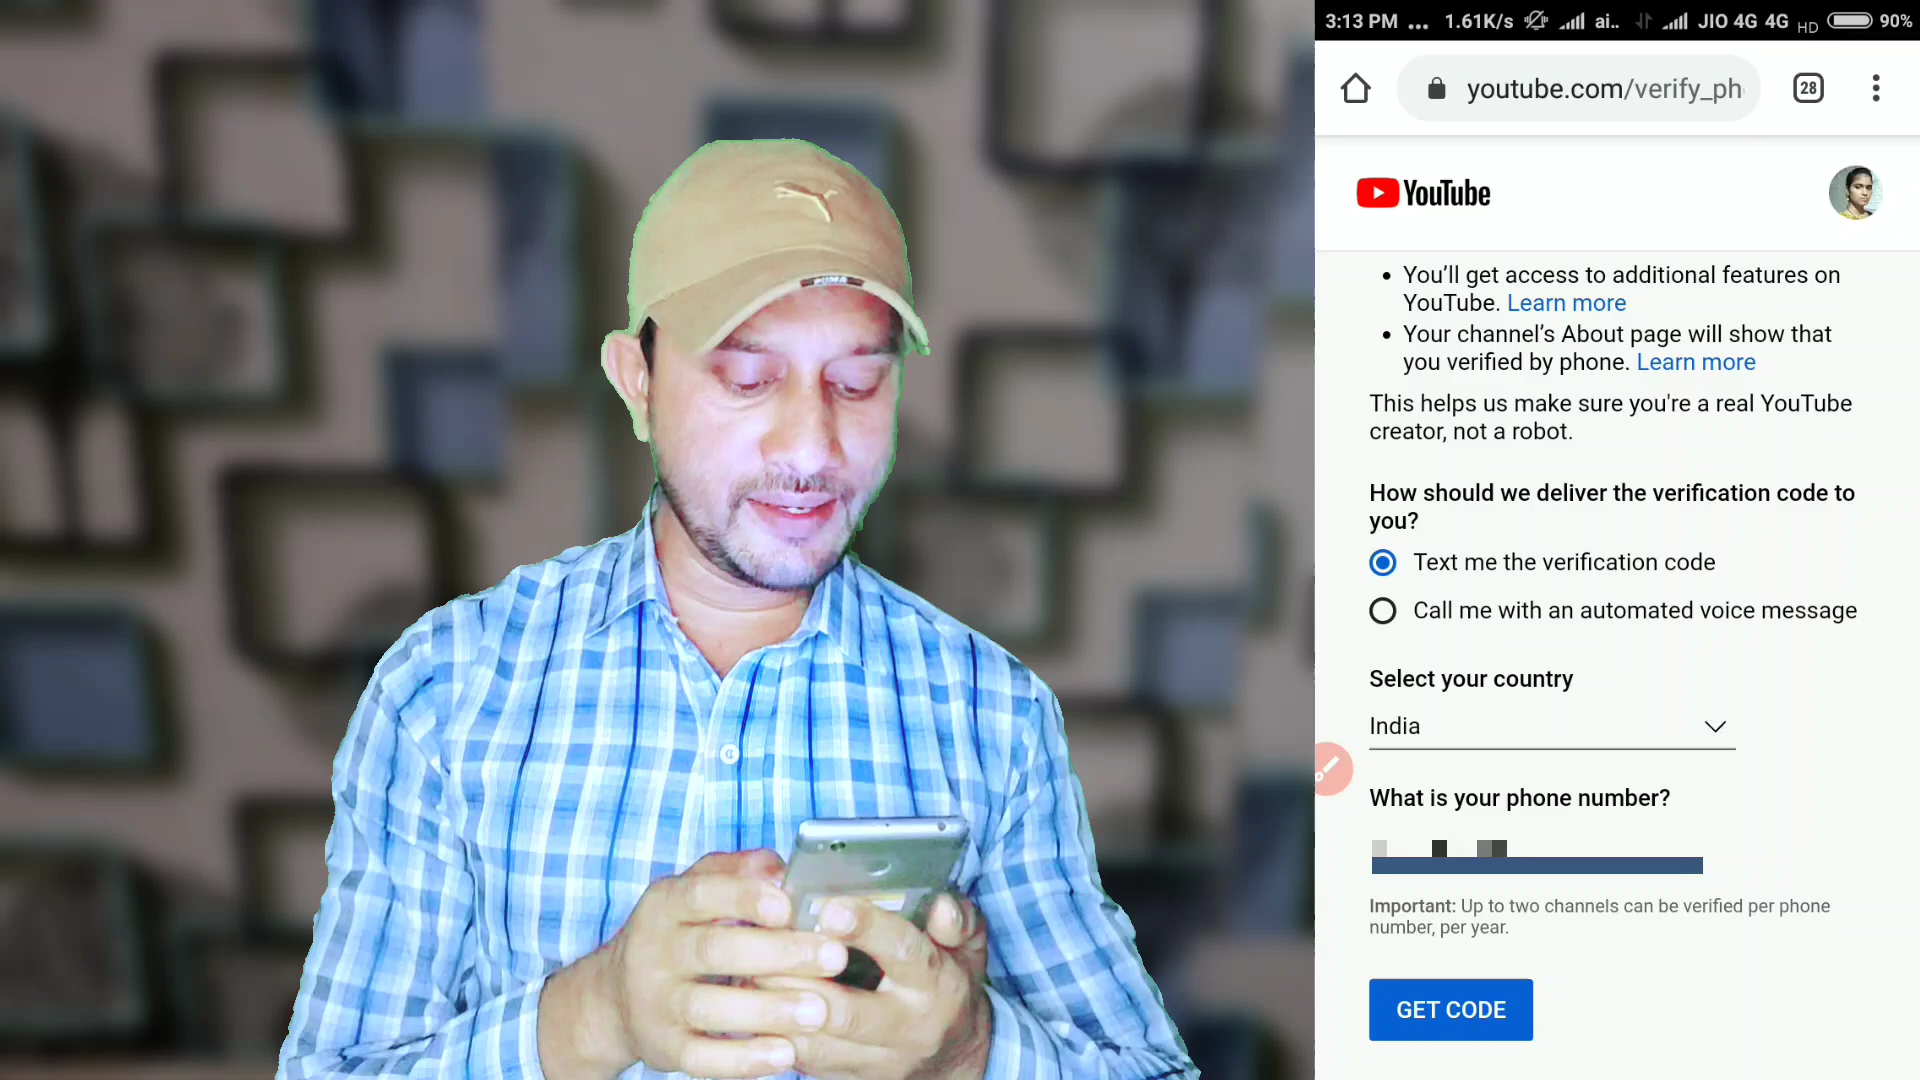 3:13 PM ... 1.61K/s ai.. JIO 4G 4G HD 90%
youtube.com/verify_ph
28
YouTube
• You’ll get access to additional features on
YouTube. Learn more
• Your channel’s About page will show that
you verified by phone. Learn more
This helps us make sure you're a real YouTube
creator, not a robot.
How should we deliver the verification code to
you?
Text me the verification code
Call me with an automated voice message
Select your country
India
What is your phone number?
Important: Up to two channels can be verified per phone
number, per year.
GET CODE
PUMA